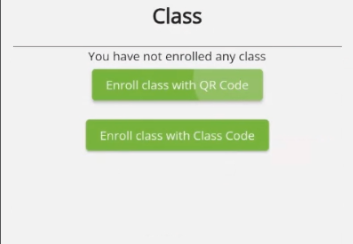 Class
You have not enrolled any class
Enroll class with QR Code
Enroll class with Class Code